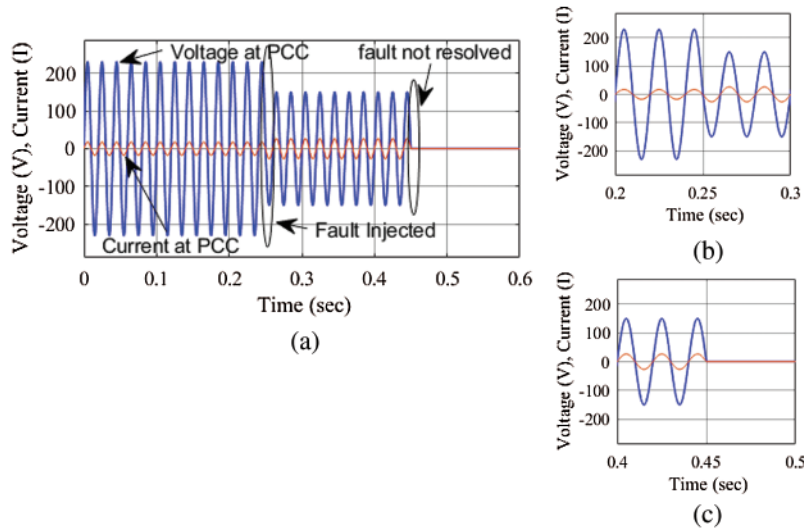 Voltage at PCC
fault not resolved
Voltage (V), Current (I)
200
100
0
-100
-200
Current at PCC
Fault Injected
0
0.1
0.2
0.3
0.4
0.5
0.6
Time (sec)
(a)
Voltage (V), Current (I)
200
100
0
-100
-200
0.2
0.25
0.3
Time (sec)
(b)
Voltage (V), Current (I)
200
100
0
-100
-200
0.4
0.45
0.5
Time (sec)
(c)